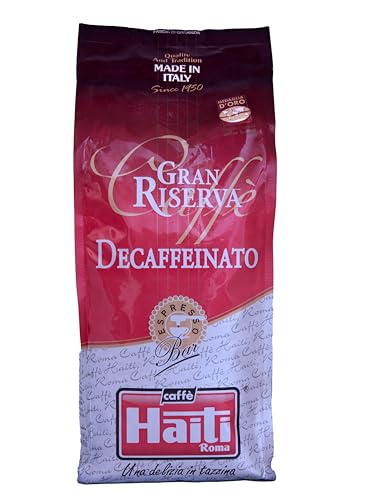 Quality
And Tradition
MADE IN
ITALY
Since 1950
MEDAGLIA
D'ORO
Caffè
GRAN
RISERVA
DECAFFEINATO
ESPRESSO
Bar
caffè
Haiti
Roma
Una delizia in tazzina